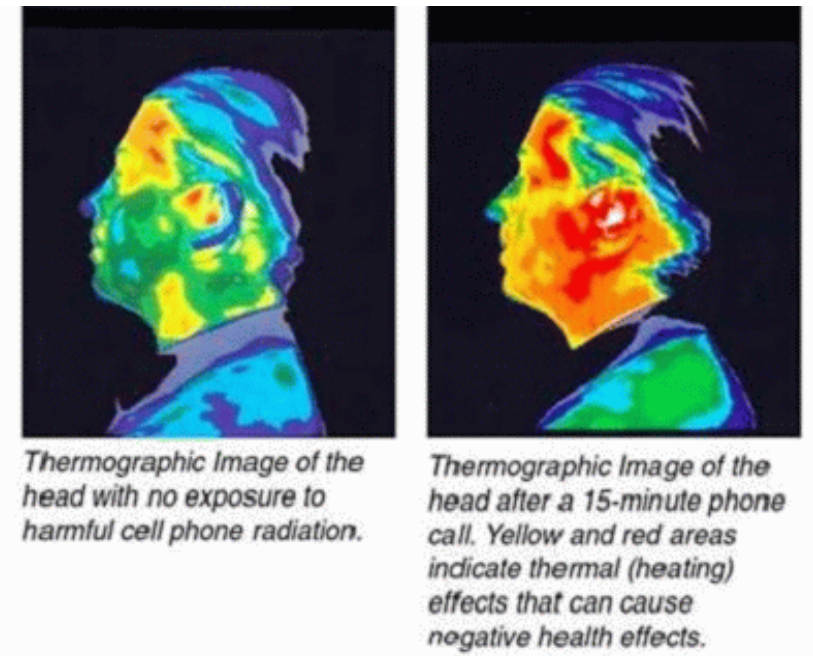 Thermographic Image of the
head with no exposure to
harmful cell phone radiation.
Thermographic Image of the
head after a 15-minute phone
call. Yellow and red areas
indicate thermal (heating)
effects that can cause
negative health effects.